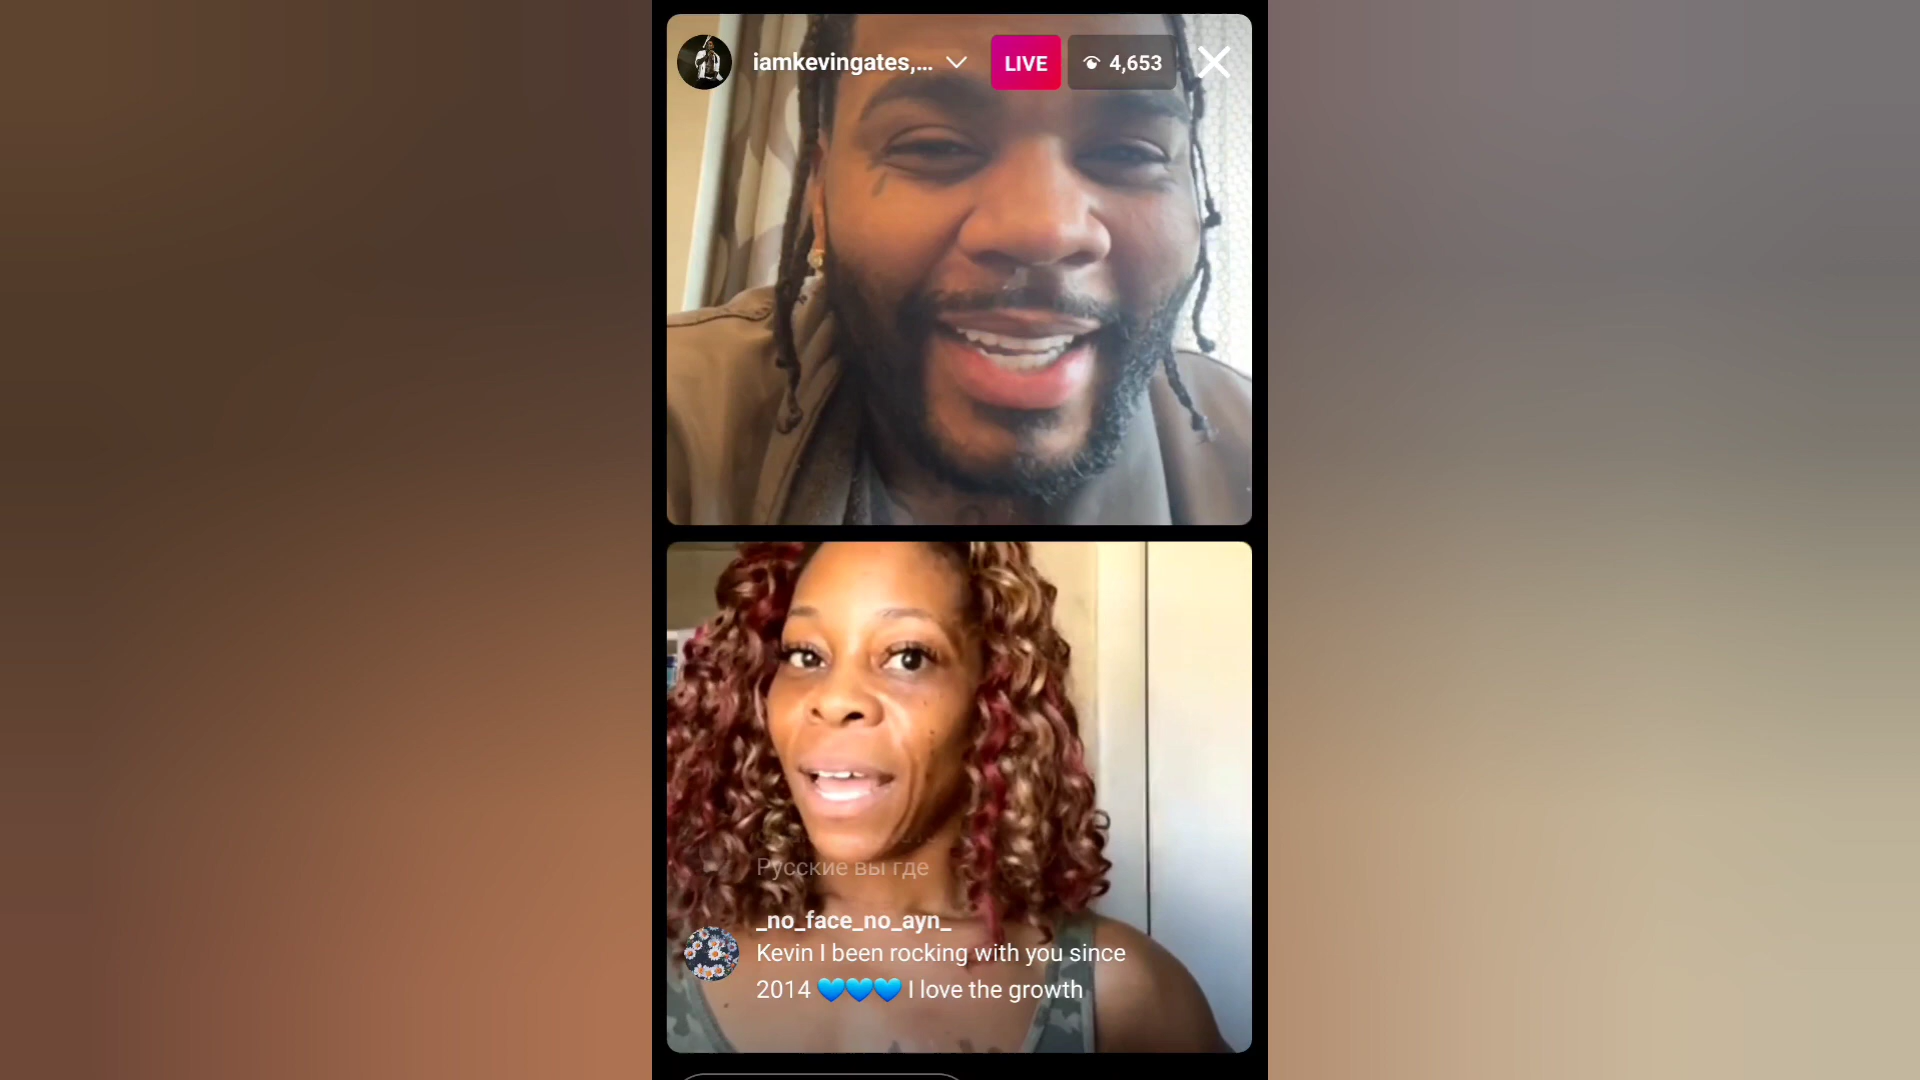 iamkevingates,...
LIVE
4,653
Русские вы где
_no_face_no_ayn_
Kevin I been rocking with you since
2014 💙💙💙 I love the growth